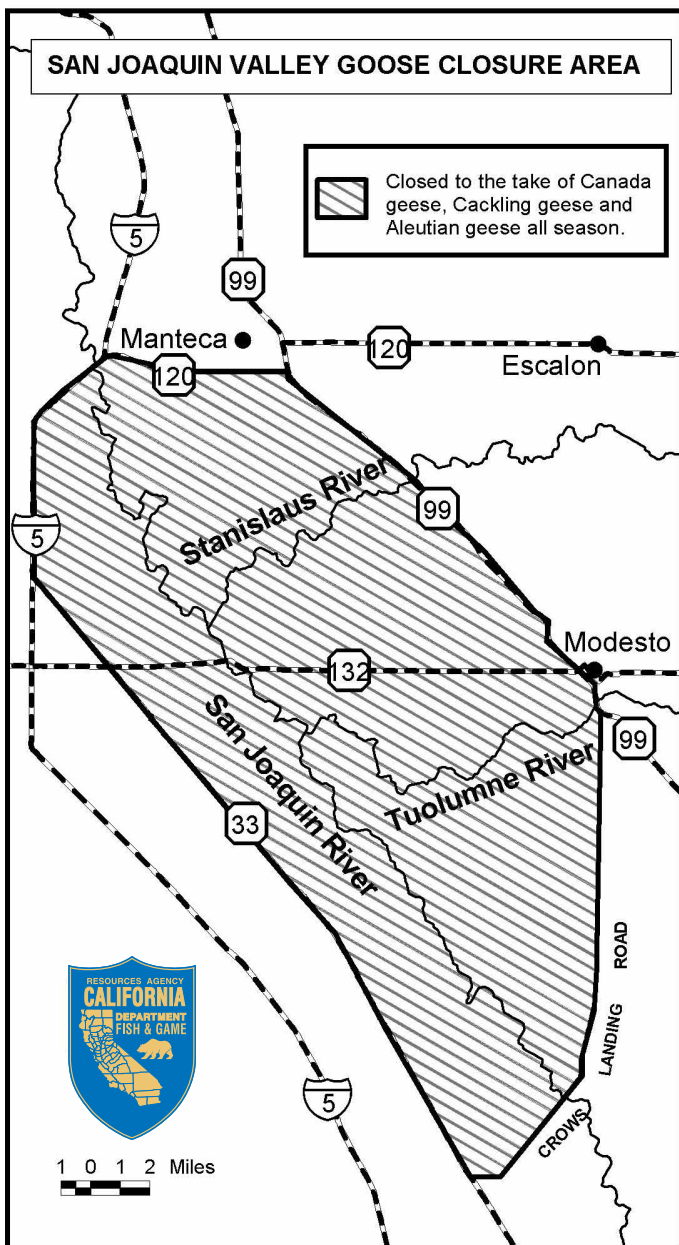 SAN JOAQUIN VALLEY GOOSE CLOSURE AREA
Closed to the take of Canada
geese, Cackling geese and
Aleutian geese all season.
5
99
Manteca
120
120
Escalon
Stanislaus River
99
5
Modesto
132
San Joaquin River
99
Tuolumne River
33
CROWS LANDING ROAD
RESOURCES AGENCY
CALIFORNIA
DEPARTMENT
FISH & GAME
5
1 0 1 2 Miles